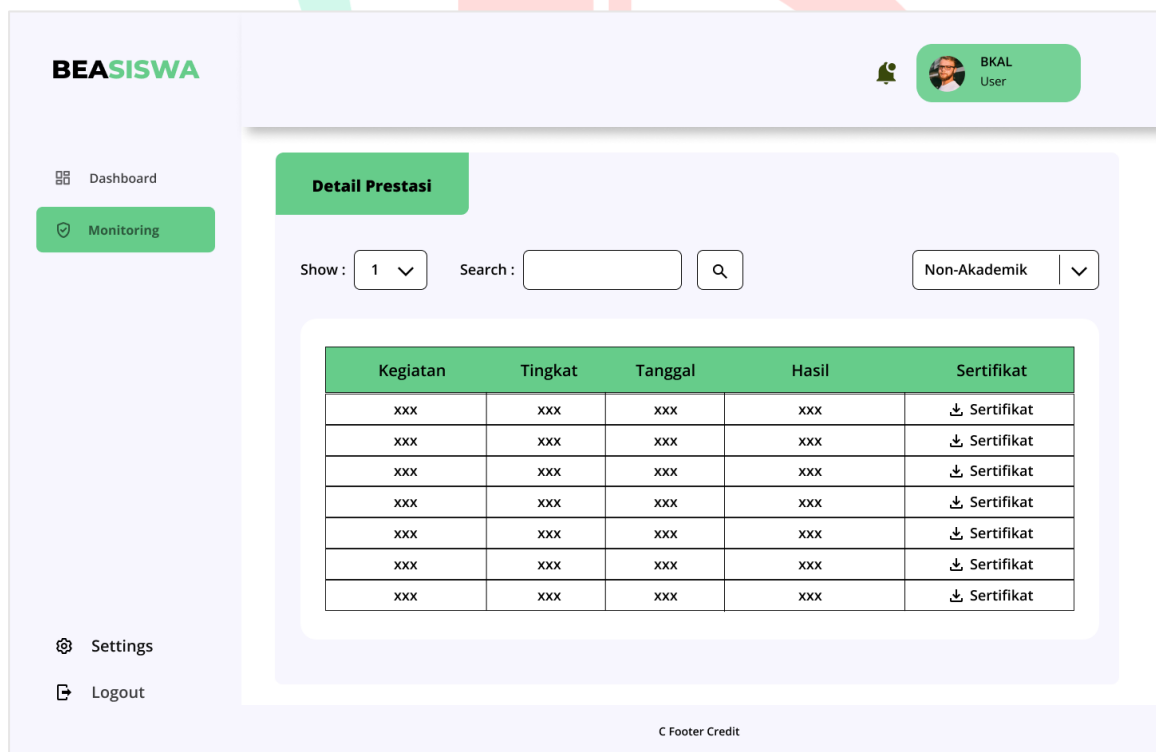 BEASISWA
BKAL
User
Dashboard
Monitoring
Detail Prestasi
Show : 1 Search : Non-Akademik
Kegiatan Tingkat Tanggal Hasil Sertifikat
xxx xxx xxx xxx Sertifikat
xxx xxx xxx xxx Sertifikat
xxx xxx xxx xxx Sertifikat
xxx xxx xxx xxx Sertifikat
xxx xxx xxx xxx Sertifikat
xxx xxx xxx xxx Sertifikat
xxx xxx xxx xxx Sertifikat
Settings
Logout
C Footer Credit